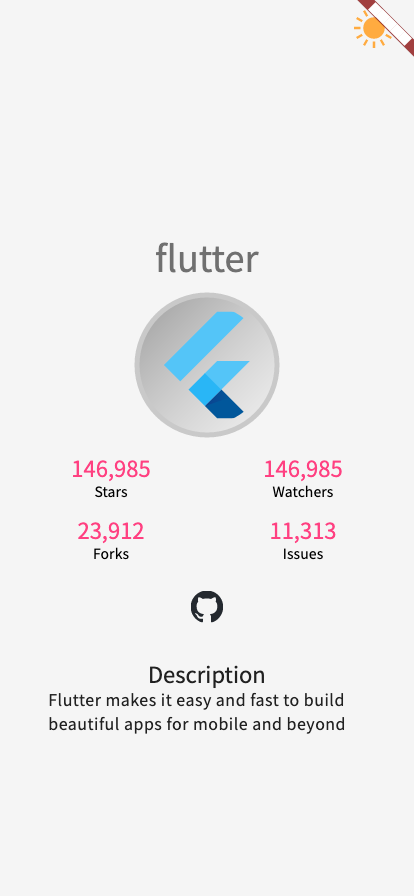 flutter
146,985 146,985
Stars Watchers
23,912 11,313
Forks Issues
Description
Flutter makes it easy and fast to build
beautiful apps for mobile and beyond